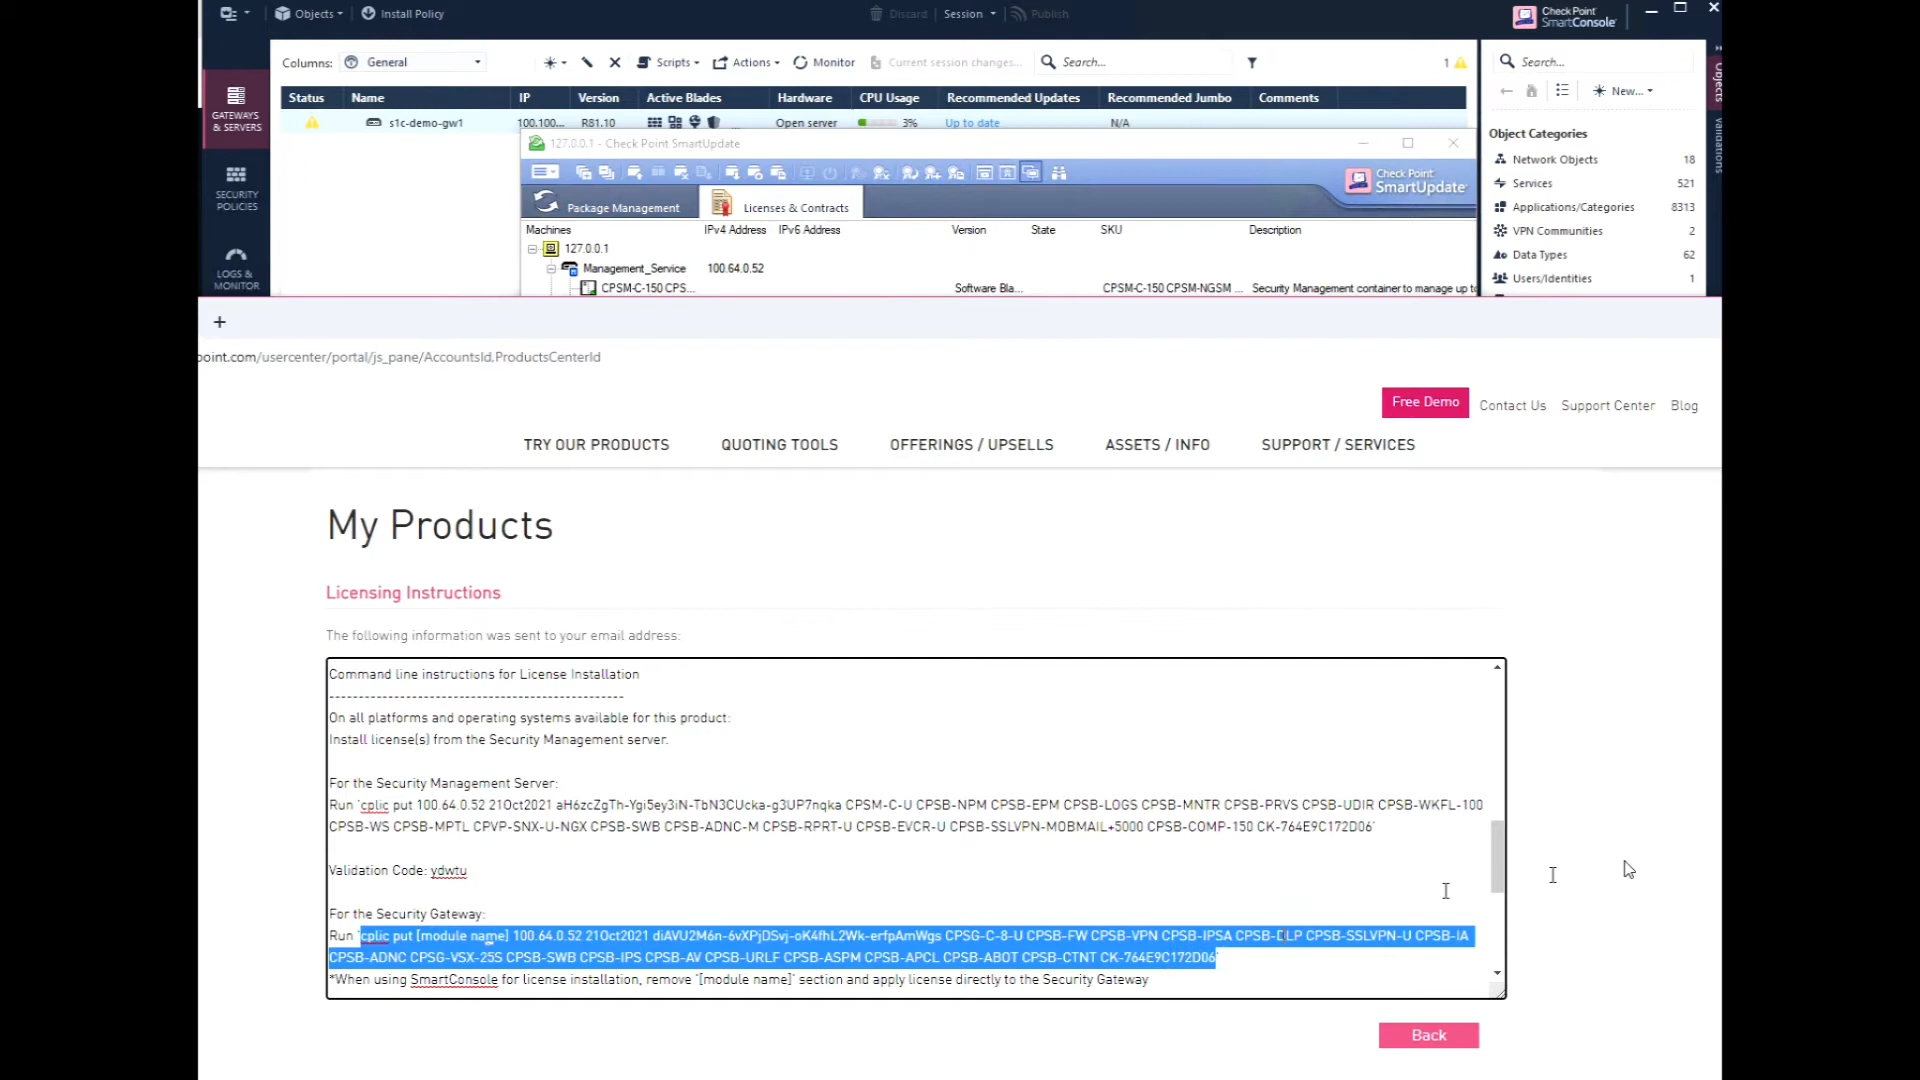 Objects
Install Policy
Discard
Session
Publish
Check Point
SmartConsole
Columns:
General
Scripts
Actions
Monitor
Current session changes...
Search...
1
Search...
New...
Objects
Validations
GATEWAYS
& SERVERS
SECURITY
POLICIES
LOGS &
MONITOR
Status Name IP Version Active Blades Hardware CPU Usage Recommended Updates Recommended Jumbo Comments
s1c-demo-gw1 100.100... R81.10 ... Open server 3% Up to date N/A
Object Categories
Network Objects 18
Services 521
Applications/Categories 8313
VPN Communities 2
Data Types 62
Users/Identities 1
127.0.0.1 - Check Point SmartUpdate
Check Point
SmartUpdate
Package Management
Licenses & Contracts
Machines IPv4 Address IPv6 Address Version State SKU Description
127.0.0.1
Management_Service 100.64.0.52
CPSM-C-150 CPS... Software Bla... CPSM-C-150 CPSM-NGSM ... Security Management container to manage up to
+
point.com/usercenter/portal/js_pane/AccountsId,ProductsCenterId
Free Demo
Contact Us
Support Center
Blog
TRY OUR PRODUCTS
QUOTING TOOLS
OFFERINGS / UPSELLS
ASSETS / INFO
SUPPORT / SERVICES
My Products
Licensing Instructions
The following information was sent to your email address:
Command line instructions for License Installation
--------------------------------------------------
On all platforms and operating systems available for this product:
Install license(s) from the Security Management server.
For the Security Management Server:
Run `cplic put 100.64.0.52 21Oct2021 aH6zcZgTh-Ygi5ey3iN-TbN3CUcka-g3UP7nqka CPSM-C-U CPSB-NPM CPSB-EPM CPSB-LOGS CPSB-MNTR CPSB-PRVS CPSB-UDIR CPSB-WKFL-100
CPSB-WS CPSB-MPTL CPVP-SNX-U-NGX CPSB-SWB CPSB-ADNC-M CPSB-RPRT-U CPSB-EVCR-U CPSB-SSLVPN-MOBMAIL+5000 CPSB-COMP-150 CK-764E9C172D06`
Validation Code: ydwtu
For the Security Gateway:
Run `cplic put [module name] 100.64.0.52 21Oct2021 diAVU2M6n-6vXPjDSvj-oK4fhL2Wk-erfpAmWgs CPSG-C-8-U CPSB-FW CPSB-VPN CPSB-IPSA CPSB-DLP CPSB-SSLVPN-U CPSB-IA
CPSB-ADNC CPSG-VSX-25S CPSB-SWB CPSB-IPS CPSB-AV CPSB-URLF CPSB-ASPM CPSB-APCL CPSB-ABOT CPSB-CTNT CK-764E9C172D06`
*When using SmartConsole for license installation, remove `[module name]` section and apply license directly to the Security Gateway
Back